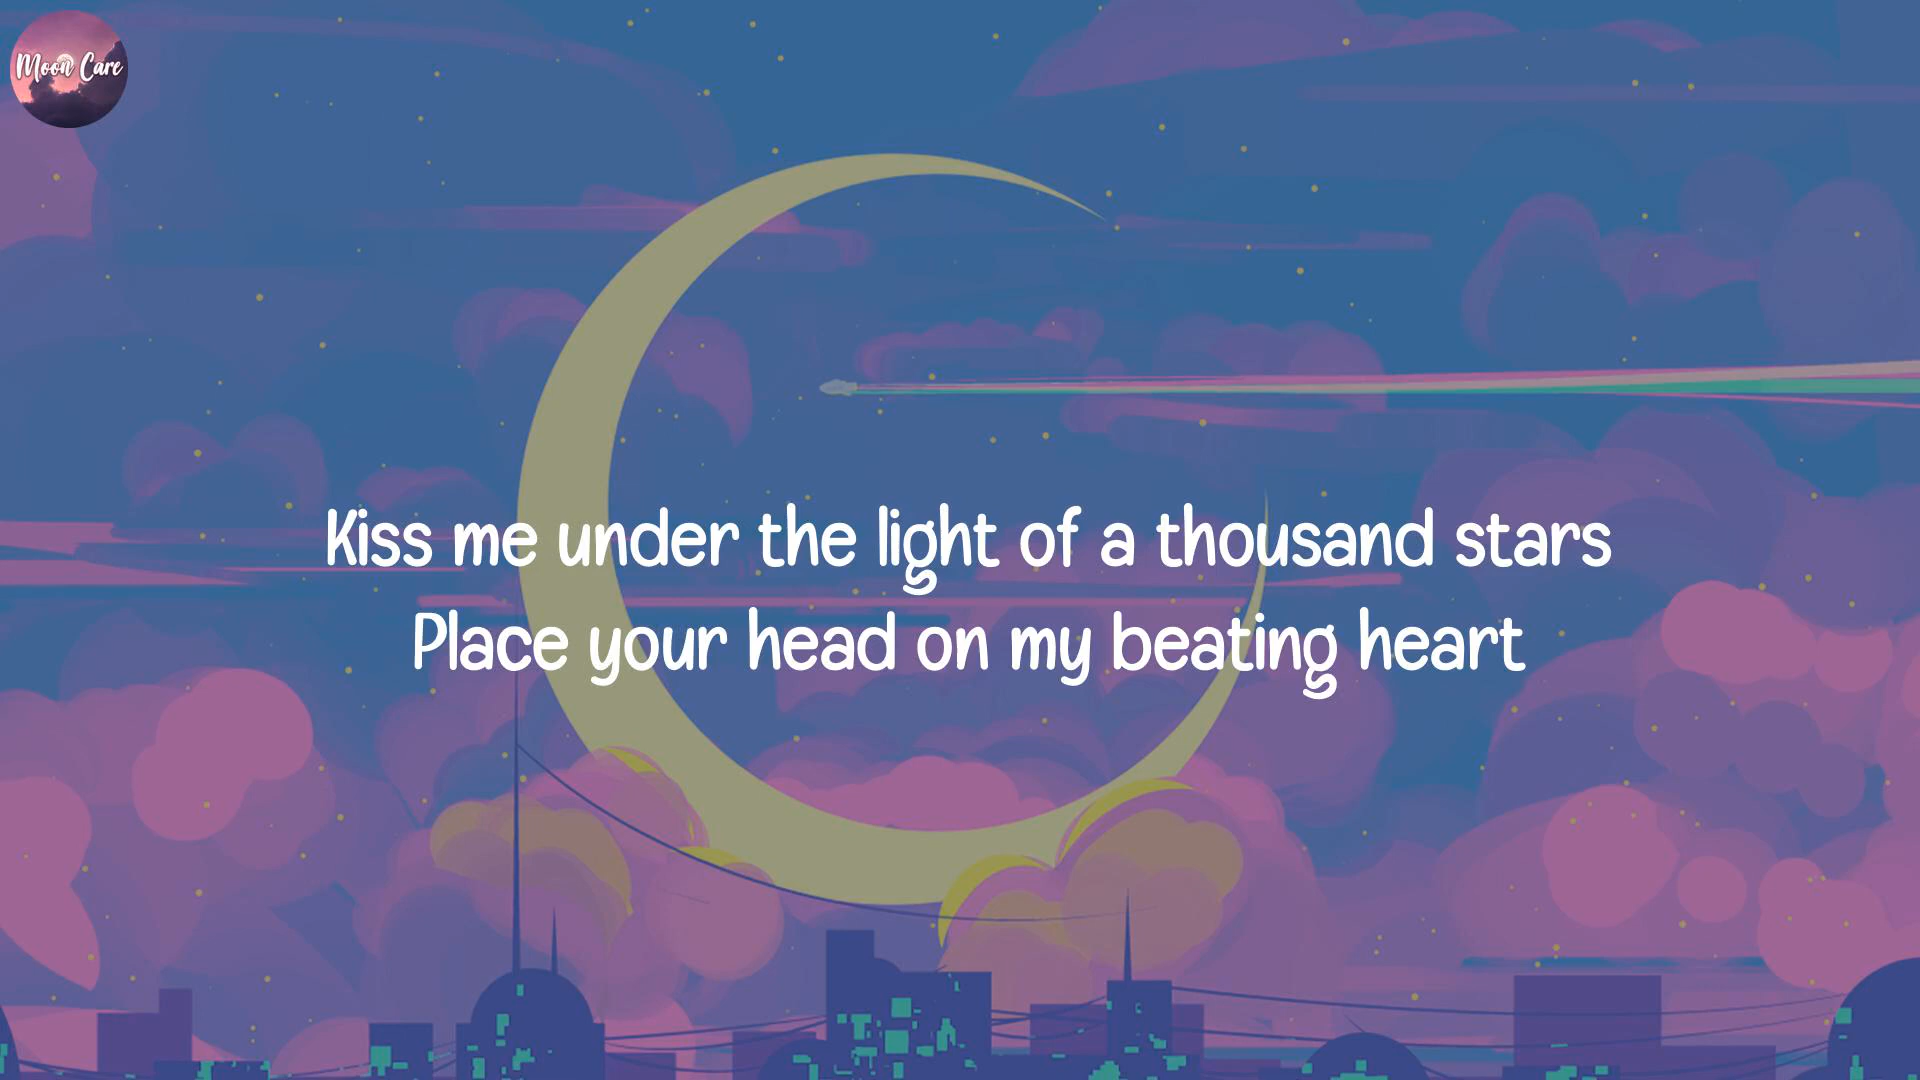 Moon Care
Kiss me under the light of a thousand stars
Place your head on my beating heart